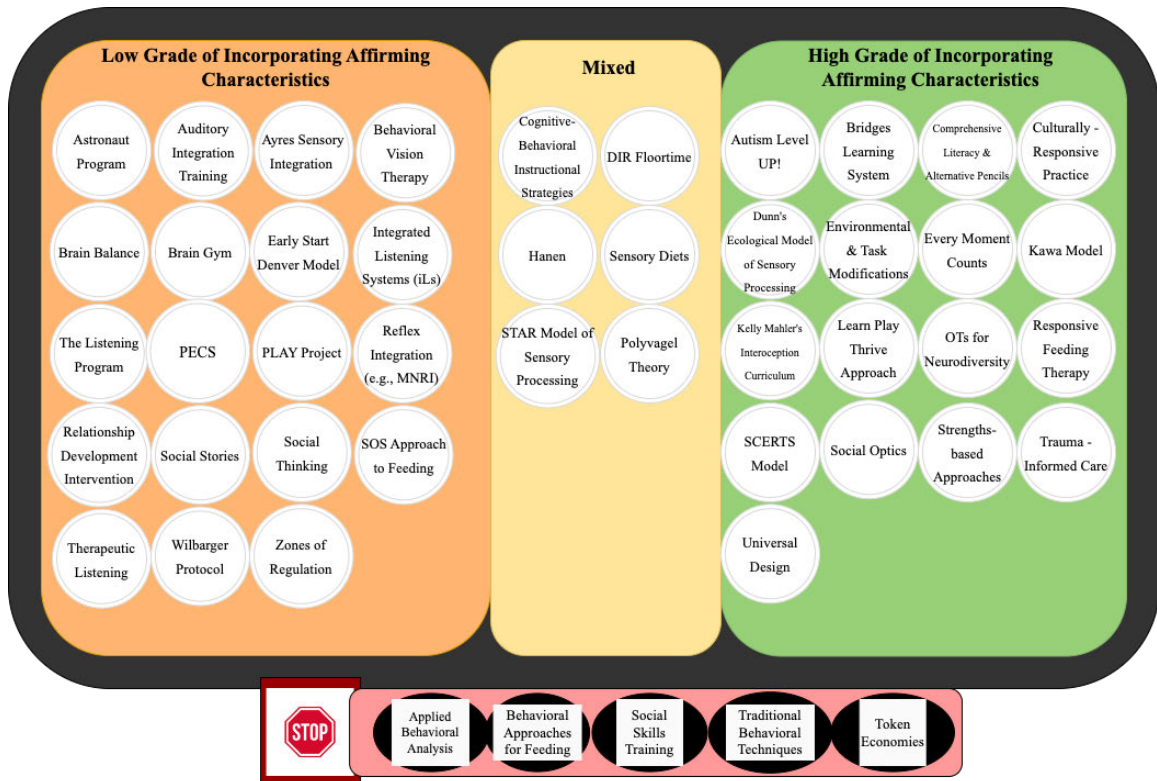 Low Grade of Incorporating Affirming
Characteristics
Astronaut
Program
Auditory
Integration
Training
Ayres Sensory
Integration
Behavioral
Vision
Therapy
Brain Balance
Brain Gym
Early Start
Denver Model
Integrated
Listening
Systems (iLs)
The Listening
Program
PECS
PLAY Project
Reflex
Integration
(e.g., MNRI)
Relationship
Development
Intervention
Social Stories
Social
Thinking
SOS Approach
to Feeding
Therapeutic
Listening
Wilbarger
Protocol
Zones of
Regulation
Mixed
Cognitive-
Behavioral
Instructional
Strategies
DIR Floortime
Hanen
Sensory Diets
STAR Model of
Sensory
Processing
Polyvagel
Theory
High Grade of Incorporating
Affirming Characteristics
Autism Level
UP!
Bridges
Learning
System
Comprehensive
Literacy &
Alternative Pencils
Culturally -
Responsive
Practice
Dunn's
Ecological Model
of Sensory
Processing
Environmental
& Task
Modifications
Every Moment
Counts
Kawa Model
Kelly Mahler's
Interoception
Curriculum
Learn Play
Thrive
Approach
OTs for
Neurodiversity
Responsive
Feeding
Therapy
SCERTS
Model
Social Optics
Strengths-
based
Approaches
Trauma -
Informed Care
Universal
Design
STOP
Applied
Behavioral
Analysis
Behavioral
Approaches
for Feeding
Social
Skills
Training
Traditional
Behavioral
Techniques
Token
Economies